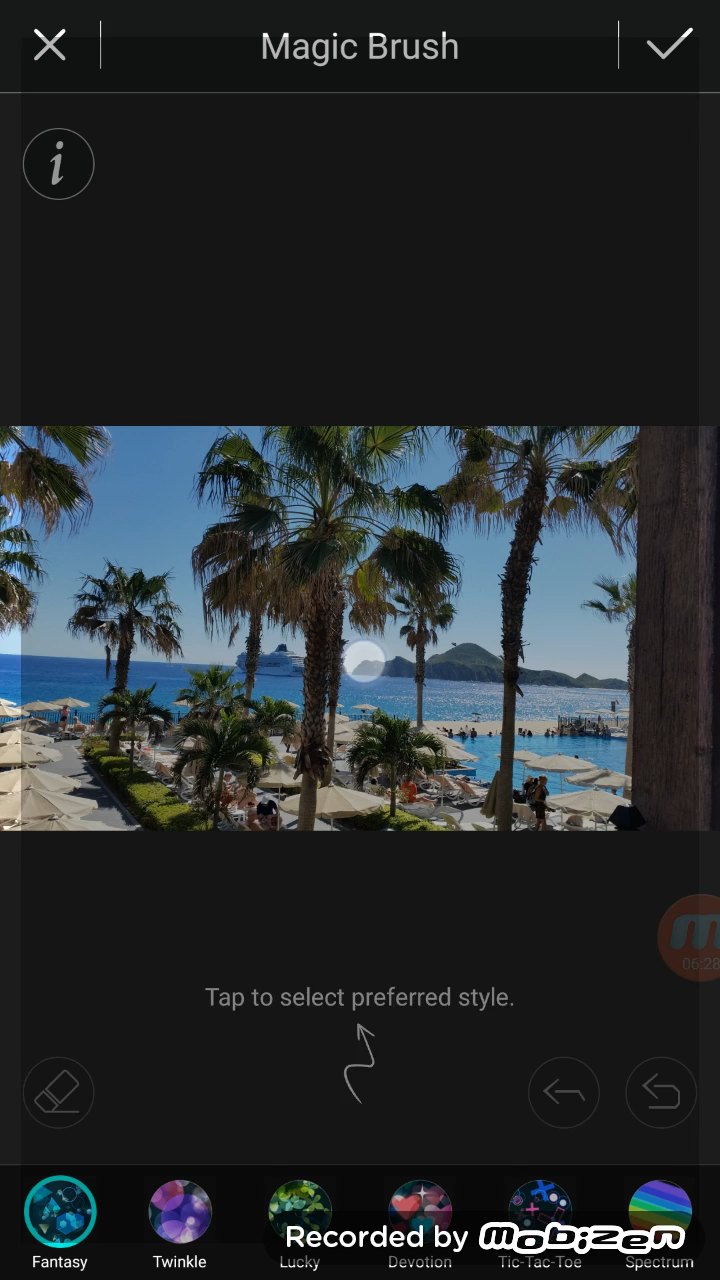 Magic Brush
i
06:28
Tap to select preferred style.
Recorded by Mobizen
Fantasy
Twinkle
Lucky
Devotion
Tic-Tac-Toe
Spectrum